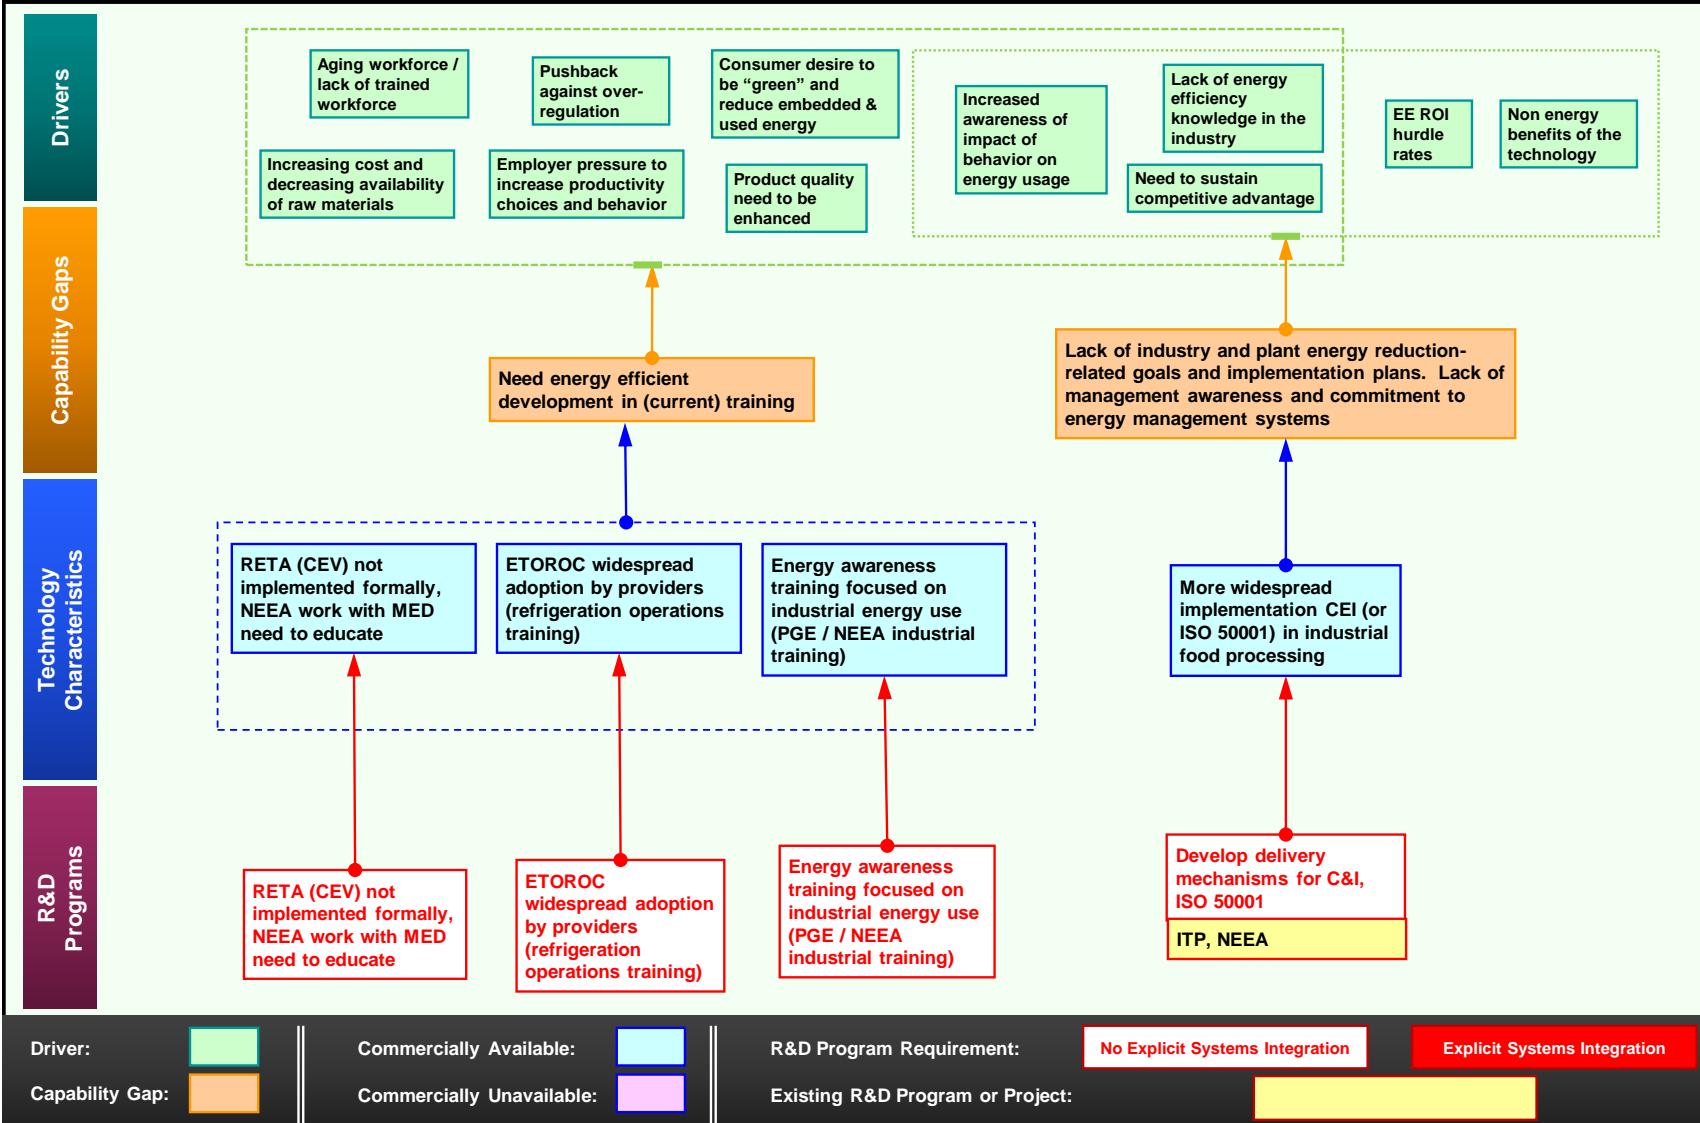 Drivers
Aging workforce /
lack of trained
workforce
Pushback
against over-
regulation
Consumer desire to
be “green” and
reduce embedded &
used energy
Increased
awareness of
impact of
behavior on
energy usage
Lack of energy
efficiency
knowledge in the
industry
EE ROI
hurdle
rates
Non energy
benefits of the
technology
Increasing cost and
decreasing availability
of raw materials
Employer pressure to
increase productivity
choices and behavior
Product quality
need to be
enhanced
Need to sustain
competitive advantage
Capability Gaps
Need energy efficient
development in (current) training
Lack of industry and plant energy reduction-
related goals and implementation plans. Lack of
management awareness and commitment to
energy management systems
Technology
Characteristics
RETA (CEV) not
implemented formally,
NEEA work with MED
need to educate
ETOROC widespread
adoption by providers
(refrigeration operations
training)
Energy awareness
training focused on
industrial energy use
(PGE / NEEA industrial
training)
More widespread
implementation CEI (or
ISO 50001) in industrial
food processing
R&D
Programs
RETA (CEV) not
implemented formally,
NEEA work with MED
need to educate
ETOROC
widespread adoption
by providers
(refrigeration
operations training)
Energy awareness
training focused on
industrial energy use
(PGE / NEEA
industrial training)
Develop delivery
mechanisms for C&I,
ISO 50001
ITP, NEEA
Driver:
Capability Gap:
Commercially Available:
Commercially Unavailable:
R&D Program Requirement:
No Explicit Systems Integration
Explicit Systems Integration
Existing R&D Program or Project: